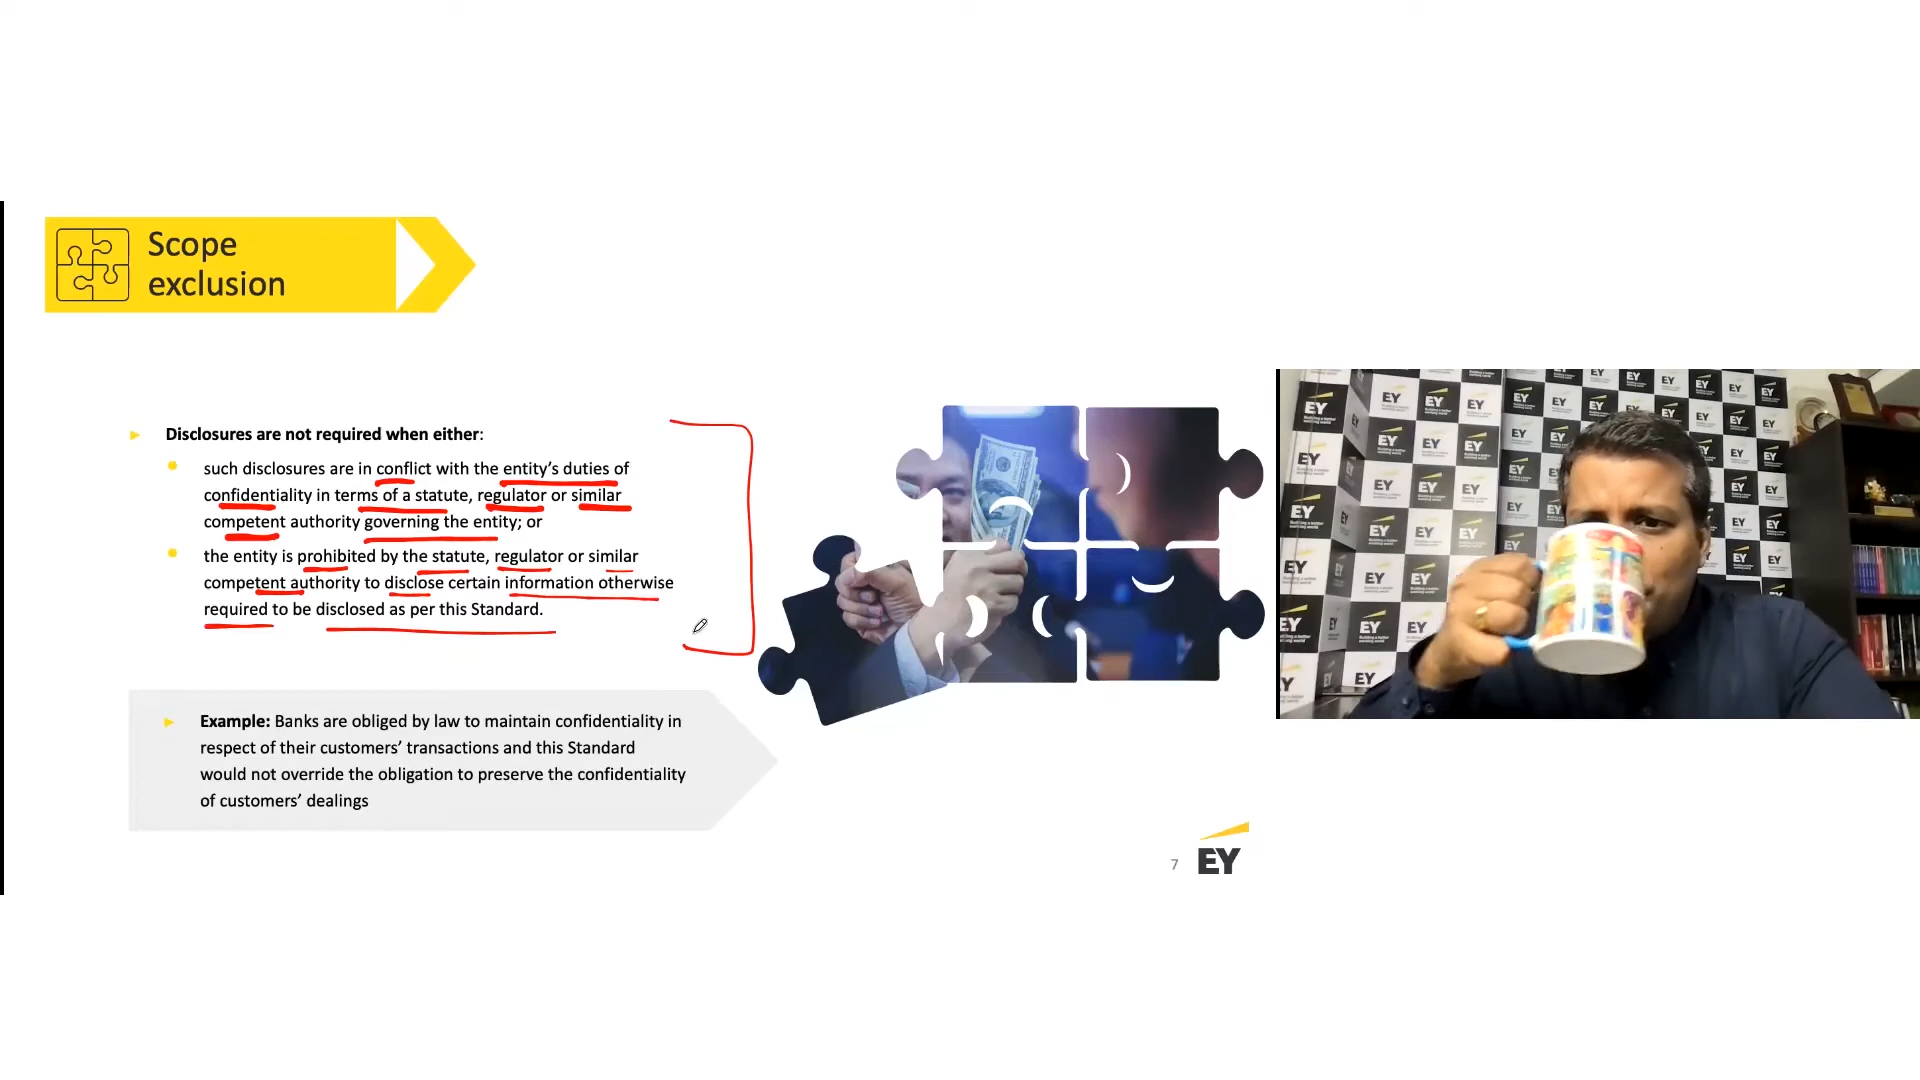 Scope
exclusion
Disclosures are not required when either:
such disclosures are in conflict with the entity's duties of
confidentiality in terms of a statute, regulator or similar
competent authority governing the entity; or
the entity is prohibited by the statute, regulator or similar
competent authority to disclose certain information otherwise
required to be disclosed as per this Standard.
Example: Banks are obliged by law to maintain confidentiality in
respect of their customers' transactions and this Standard
would not override the obligation to preserve the confidentiality
of customers' dealings
7
EY